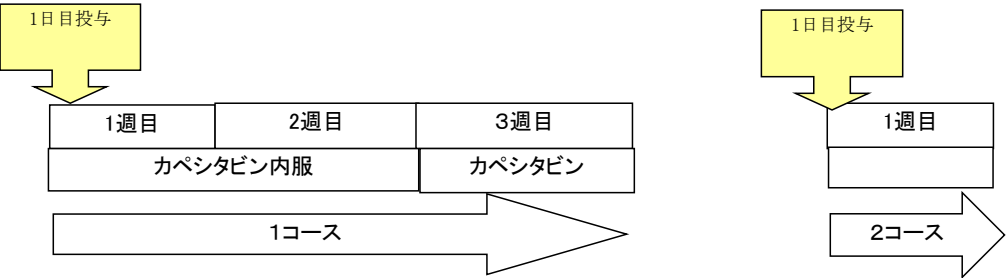 1日目投与
1日目投与
1週目
2週目
3週目
1週目
カペシタビン内服
カペシタビン
1コース
2コース